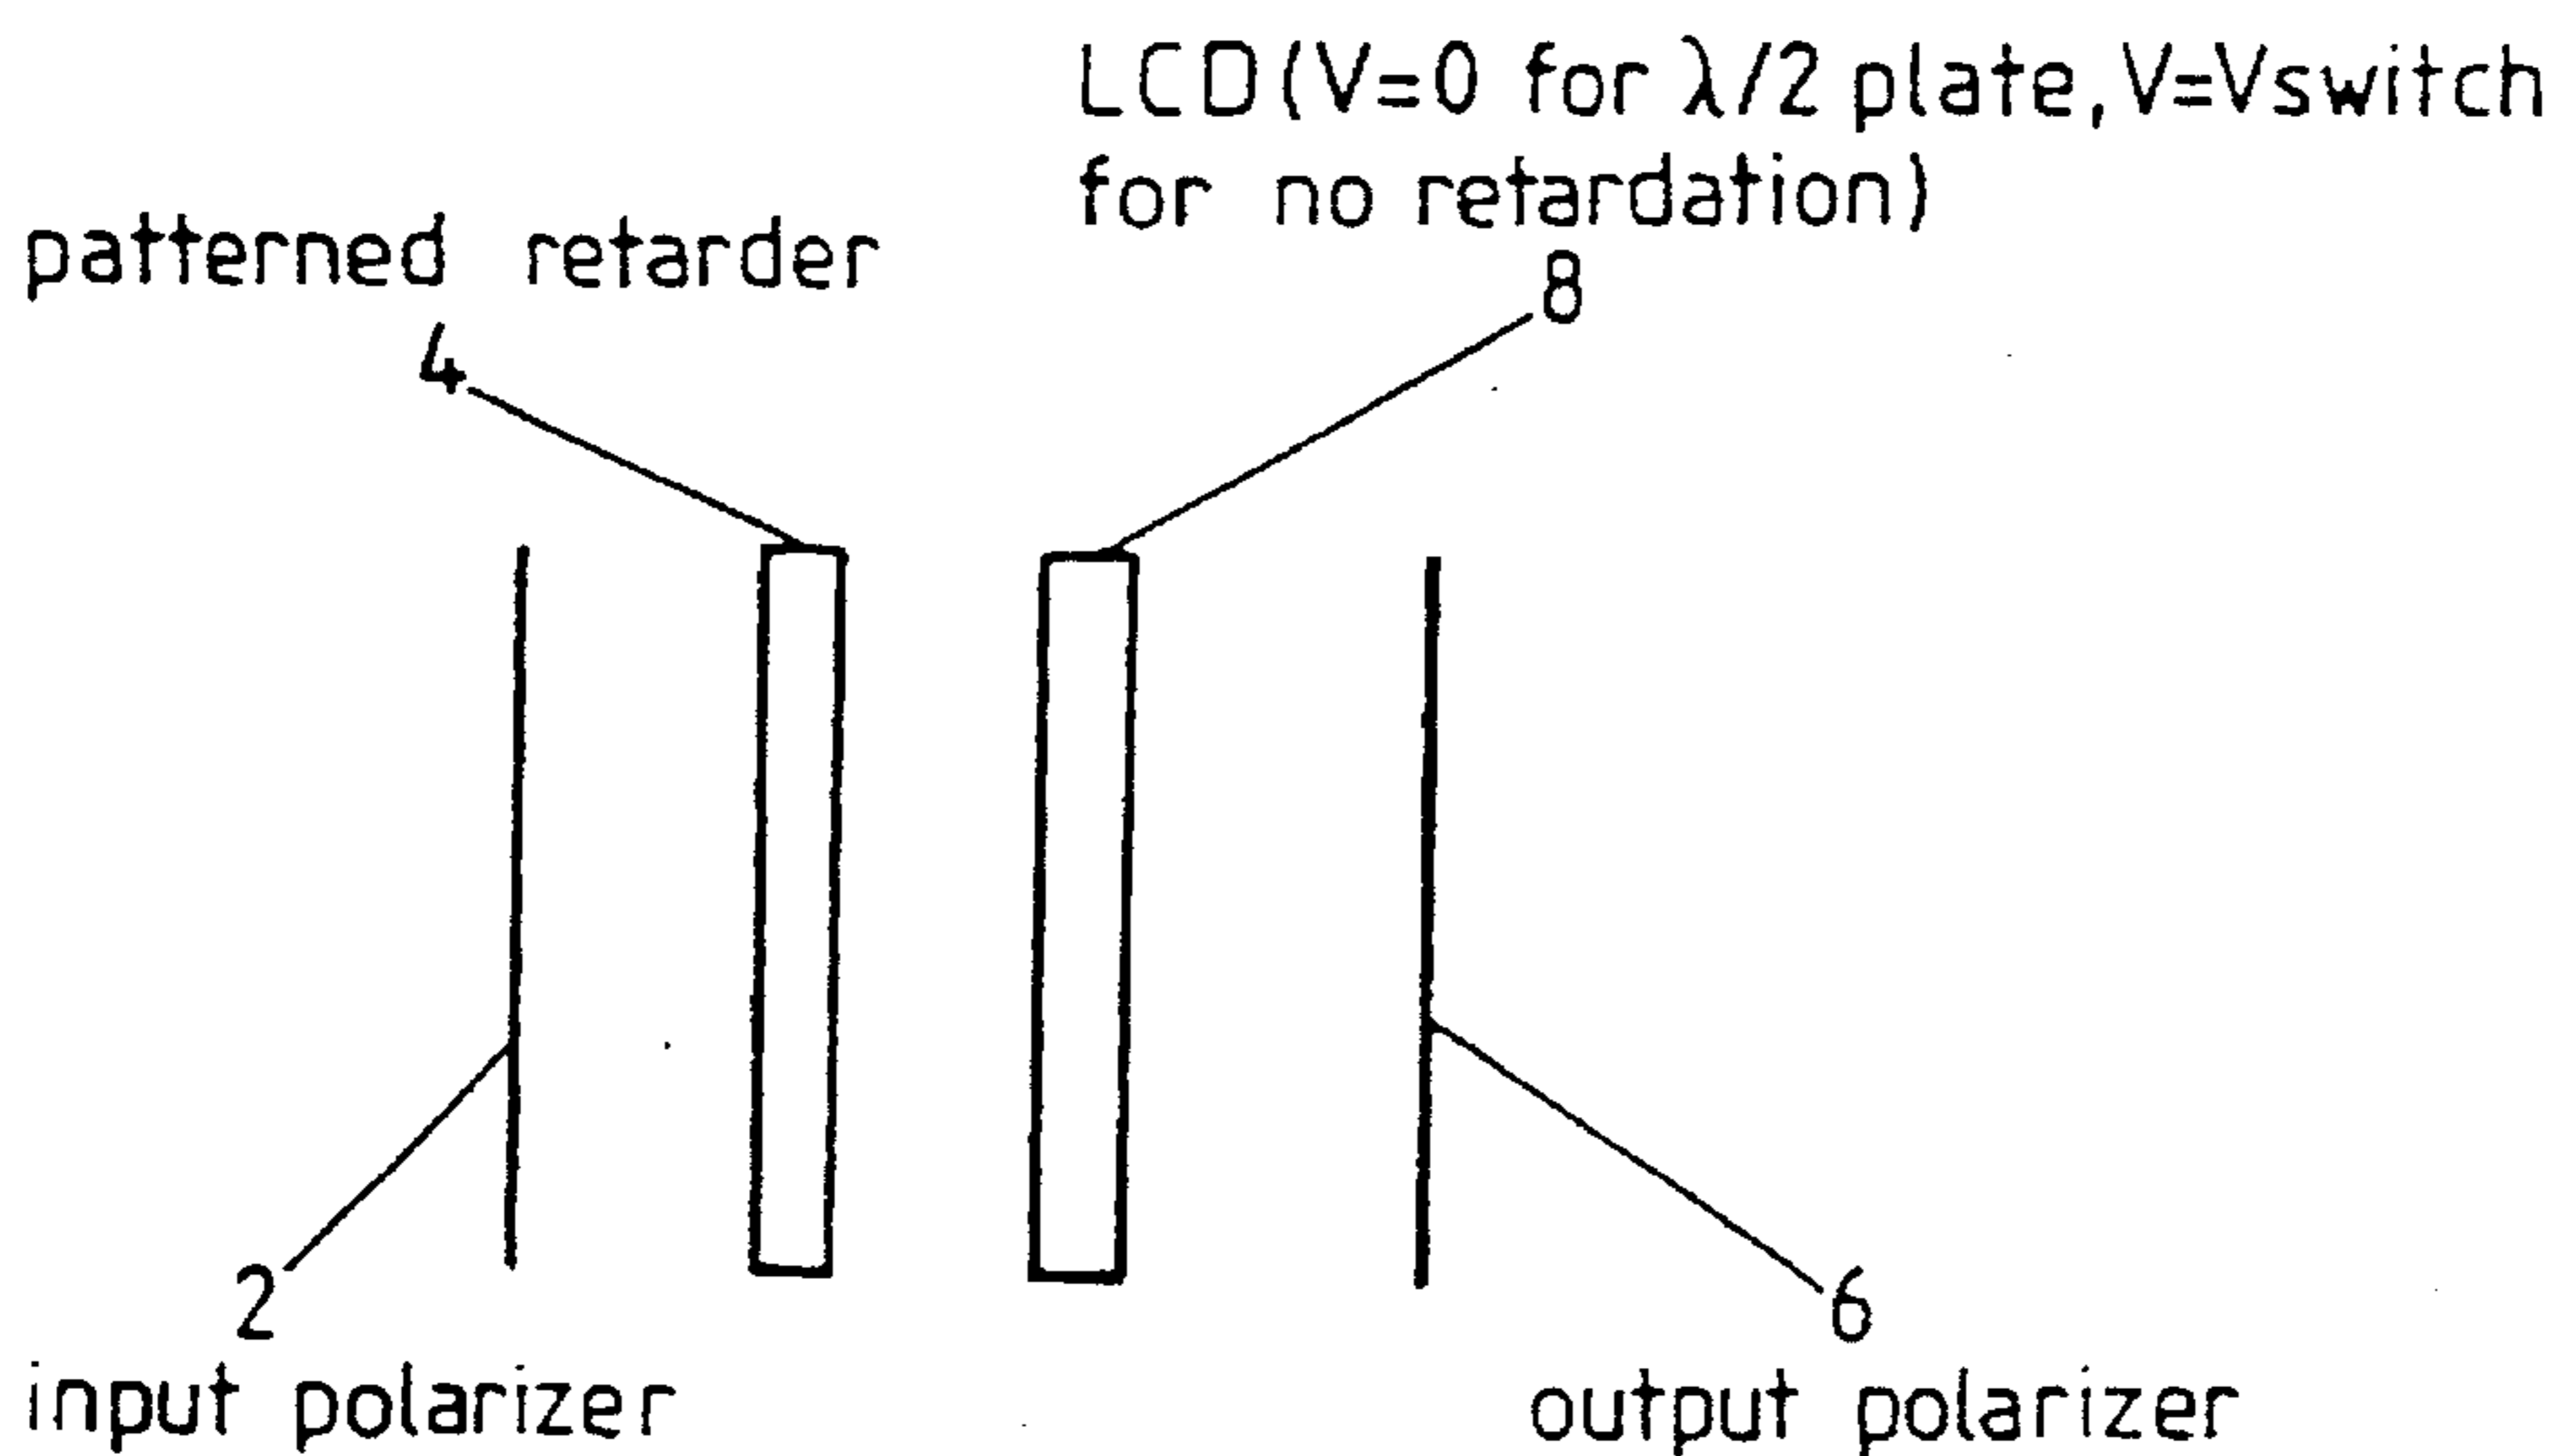 LCD (V=0 for λ/2 plate, V=Vswitch
for no retardation)
8
patterned retarder
4
2
input polarizer
6
output polarizer